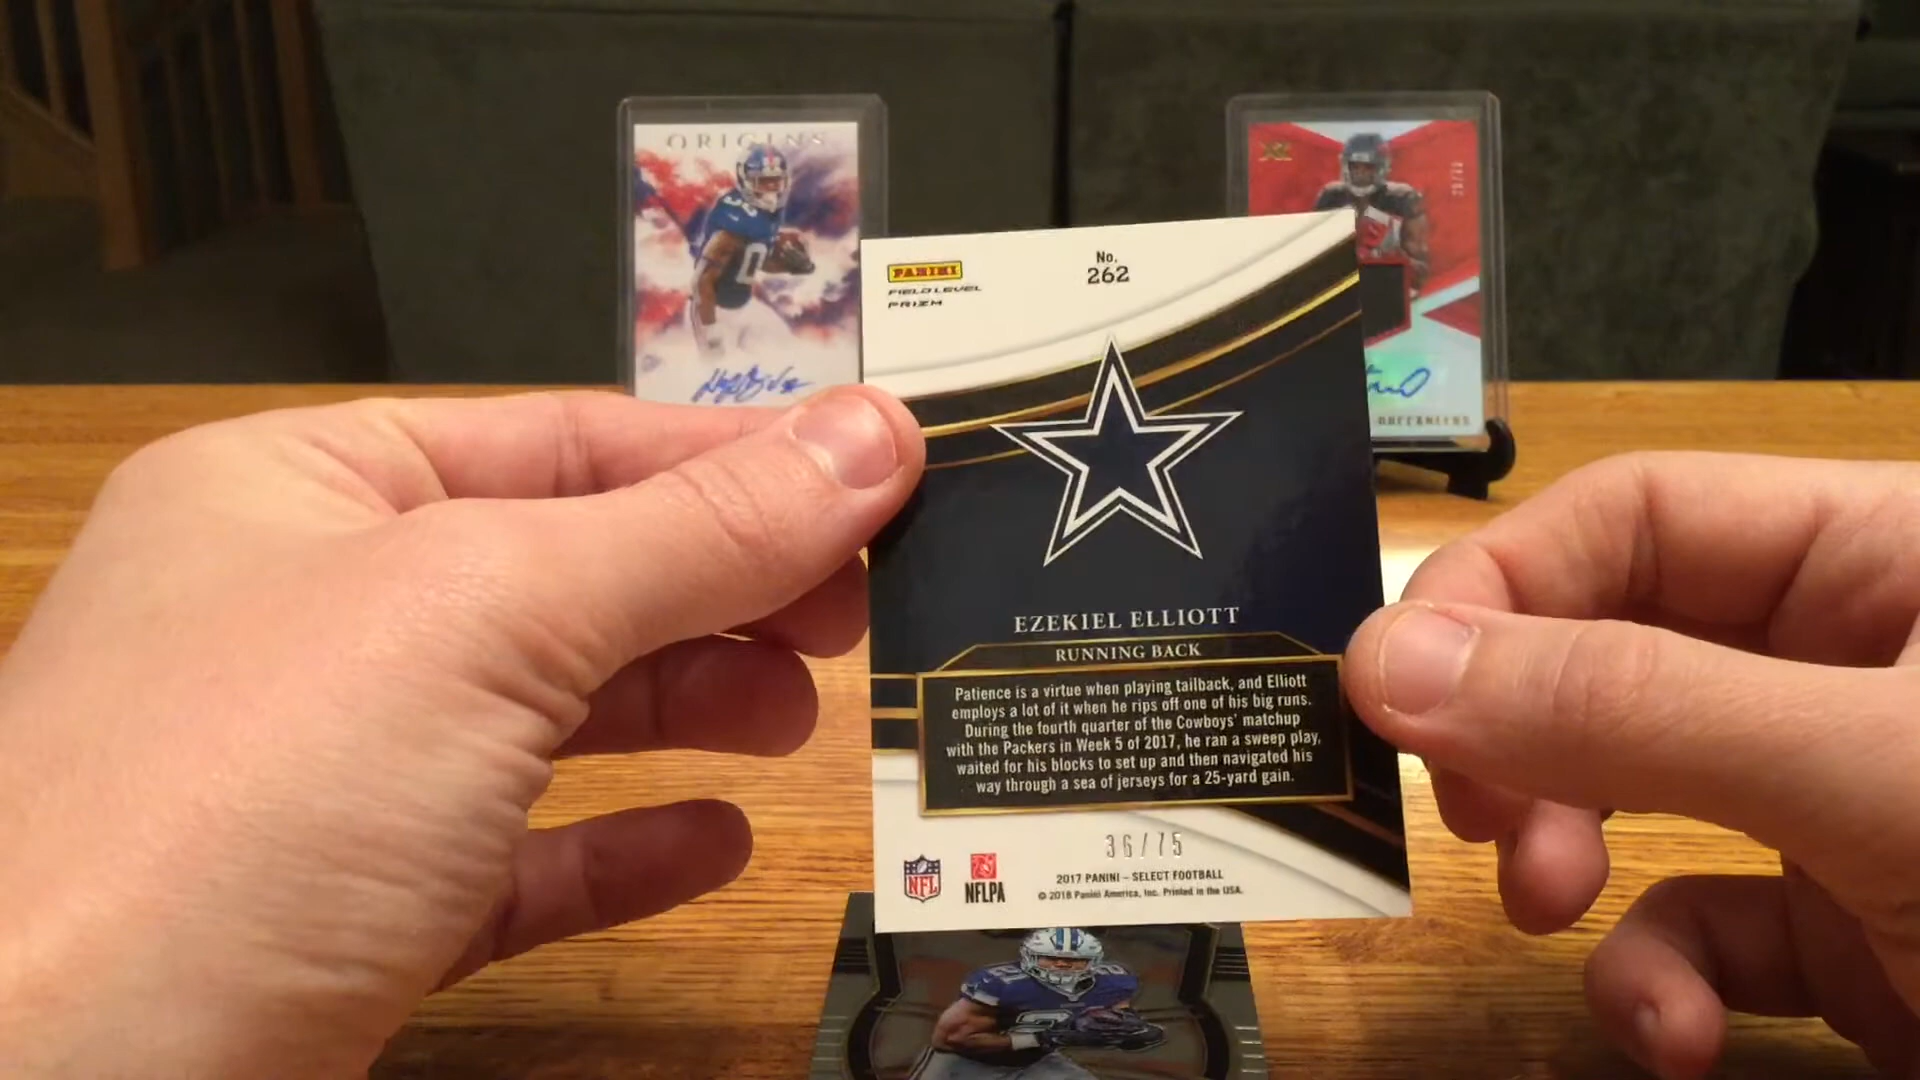 ORIGINS
PANINI
FIELD LEVEL
PRIZM
No.
262
EZEKIEL ELLIOTT
RUNNING BACK
Patience is a virtue when playing tailback, and Elliott
employs a lot of it when he rips off one of his big runs.
During the fourth quarter of the Cowboys' matchup
with the Packers in Week 5 of 2017, he ran a sweep play,
waited for his blocks to set up and then navigated his
way through a sea of jerseys for a 25-yard gain.
36/75
NFL
NFLPA
2017 PANINI – SELECT FOOTBALL
© 2018 Panini America, Inc. Printed in the USA.
BUCCANEERS
21